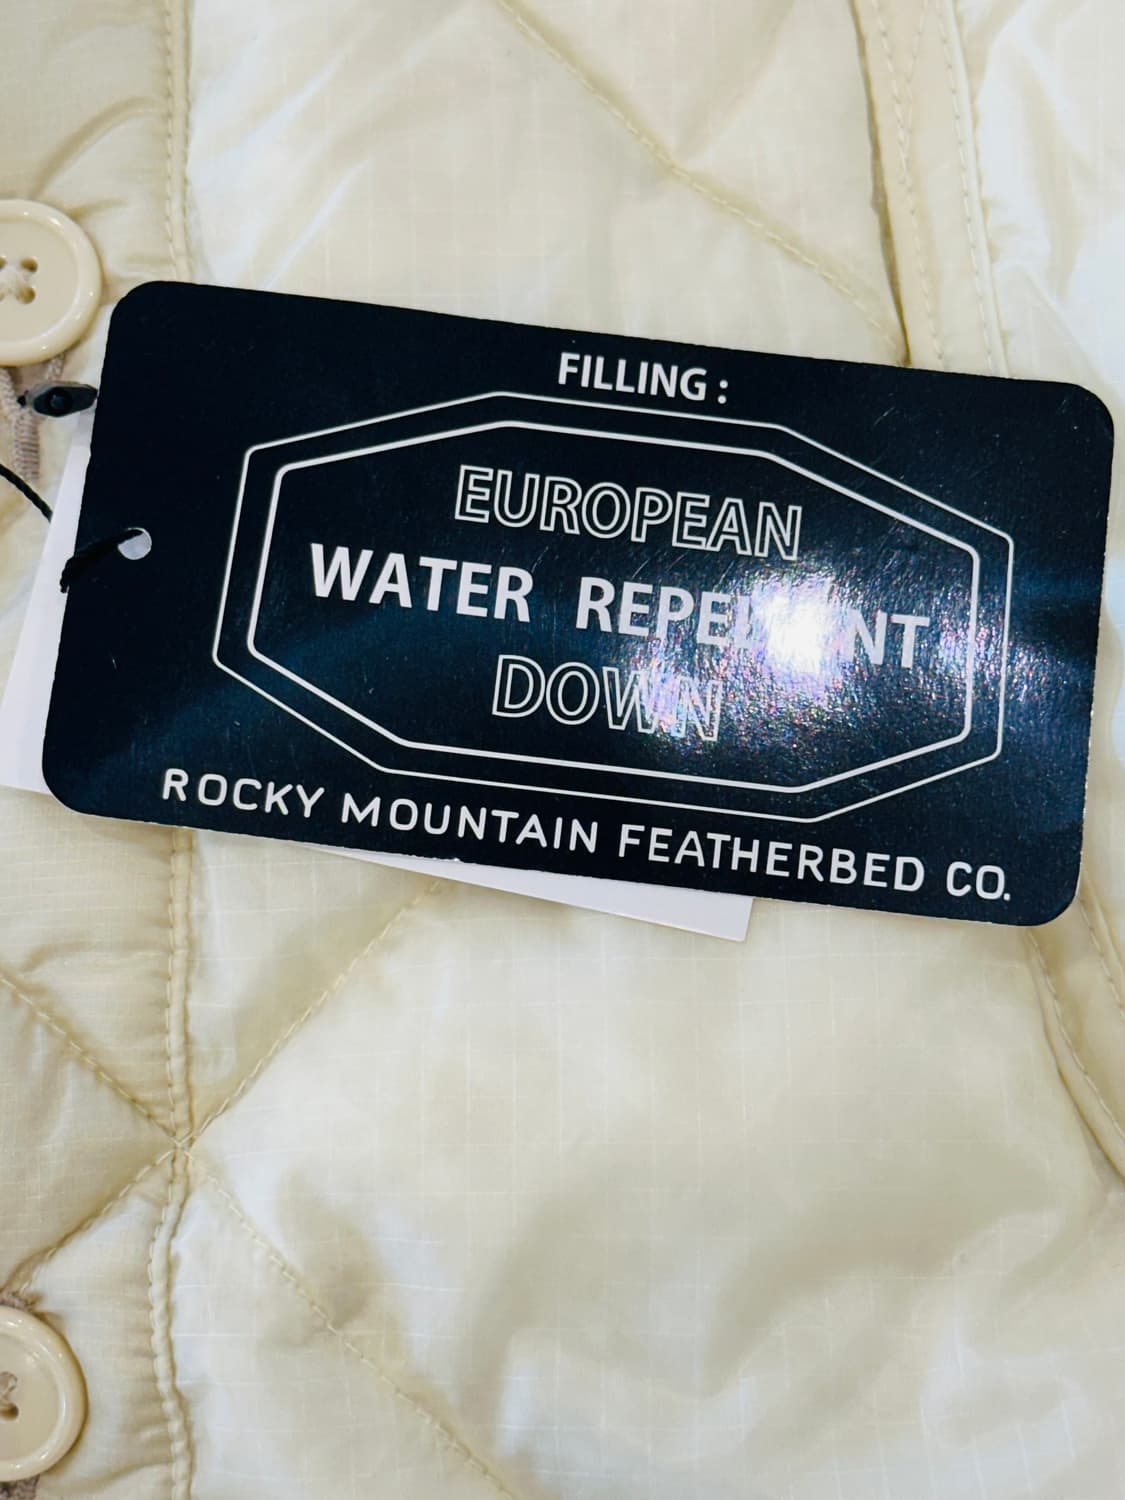 FILLING :
EUROPEAN
WATER REPELLENT
DOWN
ROCKY MOUNTAIN FEATHERBED CO.